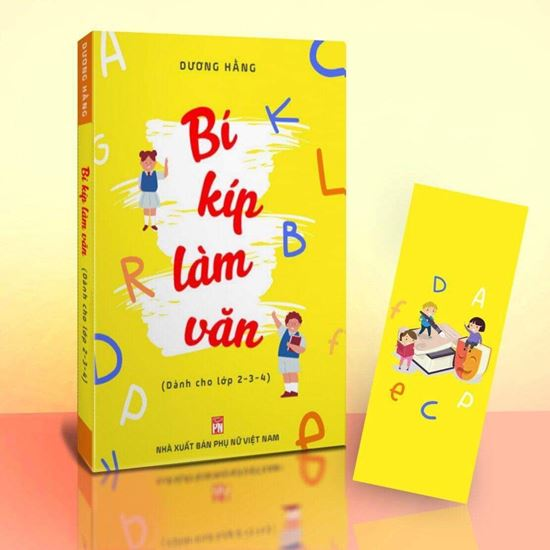 DƯƠNG HẰNG
Bí kíp làm văn
(Dành cho lớp 2-3-4)
DƯƠNG HẰNG
Bí
kíp
làm
văn
(Dành cho lớp 2-3-4)
PN
NHÀ XUẤT BẢN PHỤ NỮ VIỆT NAM
G
K
L
C
B
R
f
D
A
D
P
e
D
A
f
e
C
P